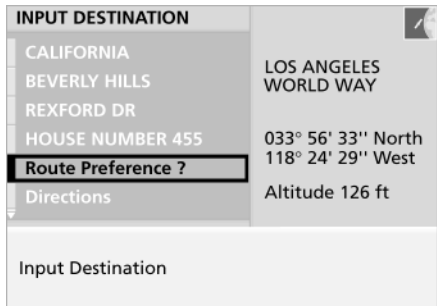 INPUT DESTINATION
CALIFORNIA
BEVERLY HILLS
REXFORD DR
HOUSE NUMBER 455
Route Preference ?
Directions
LOS ANGELES
WORLD WAY
033° 56' 33'' North
118° 24' 29'' West
Altitude 126 ft
Input Destination